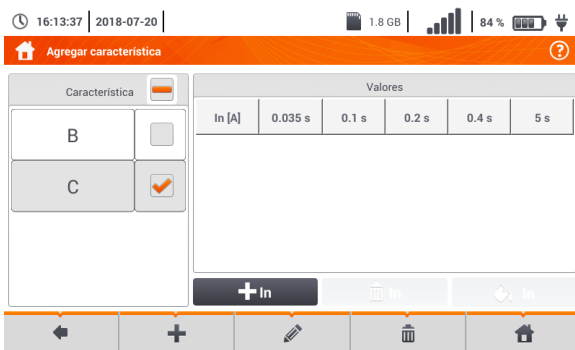 16:13:37 2018-07-20 1.8 GB 84 %
Agregar característica ?
Característica
Valores
In [A] 0.035 s 0.1 s 0.2 s 0.4 s 5 s
B
C
In In In